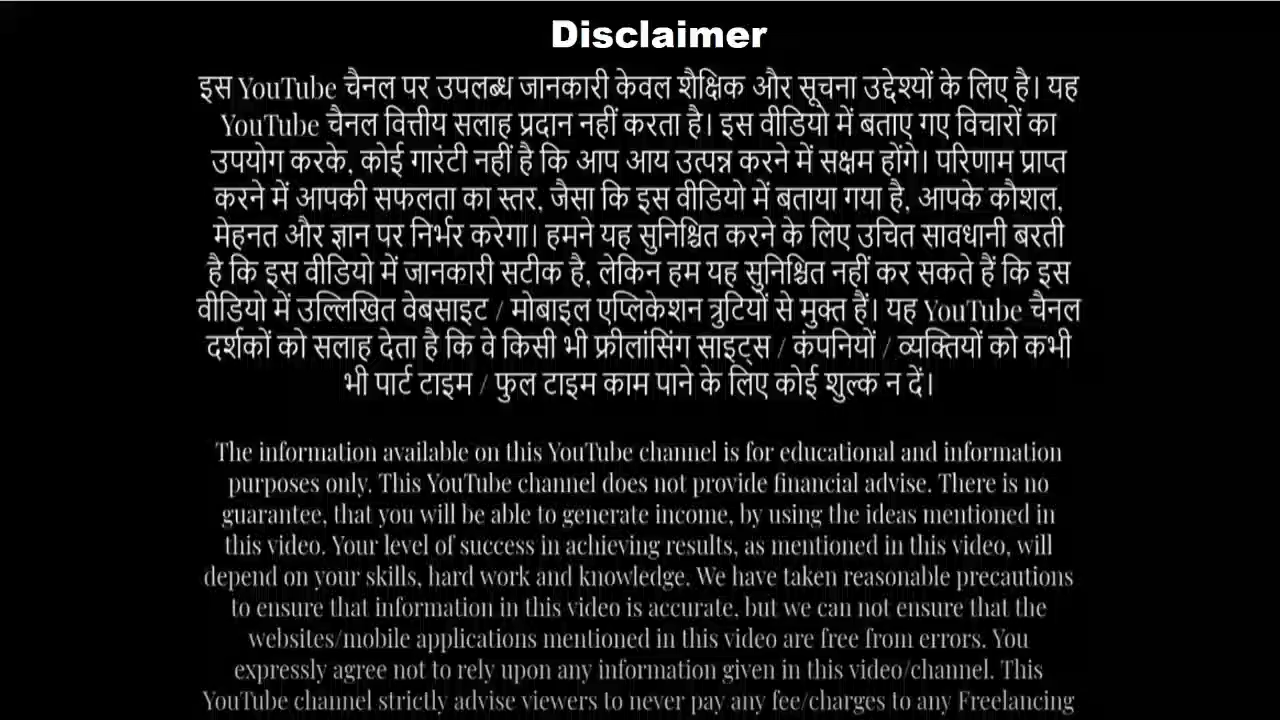 Disclaimer
इस YouTube चैनल पर उपलब्ध जानकारी केवल शैक्षिक और सूचना उद्देश्यों के लिए है। यह
YouTube चैनल वित्तीय सलाह प्रदान नहीं करता है। इस वीडियो में बताए गए विचारों का
उपयोग करके, कोई गारंटी नहीं है कि आप आय उत्पन्न करने में सक्षम होंगे। परिणाम प्राप्त
करने में आपकी सफलता का स्तर, जैसा कि इस वीडियो में बताया गया है, आपके कौशल,
मेहनत और ज्ञान पर निर्भर करेगा। हमने यह सुनिश्चित करने के लिए उचित सावधानी बरती
है कि इस वीडियो में जानकारी सटीक है, लेकिन हम यह सुनिश्चित नहीं कर सकते हैं कि इस
वीडियो में उल्लिखित वेबसाइट / मोबाइल एप्लिकेशन त्रुटियों से मुक्त हैं। यह YouTube चैनल
दर्शकों को सलाह देता है कि वे किसी भी फ्रीलांसिंग साइट्स / कंपनियों / व्यक्तियों को कभी
भी पार्ट टाइम / फुल टाइम काम पाने के लिए कोई शुल्क न दें।
The information available on this YouTube channel is for educational and information
purposes only. This YouTube channel does not provide financial advise. There is no
guarantee, that you will be able to generate income, by using the ideas mentioned in
this video. Your level of success in achieving results, as mentioned in this video, will
depend on your skills, hard work and knowledge. We have taken reasonable precautions
to ensure that information in this video is accurate, but we can not ensure that the
websites/mobile applications mentioned in this video are free from errors. You
expressly agree not to rely upon any information given in this video/channel. This
YouTube channel strictly advise viewers to never pay any fee/charges to any Freelancing